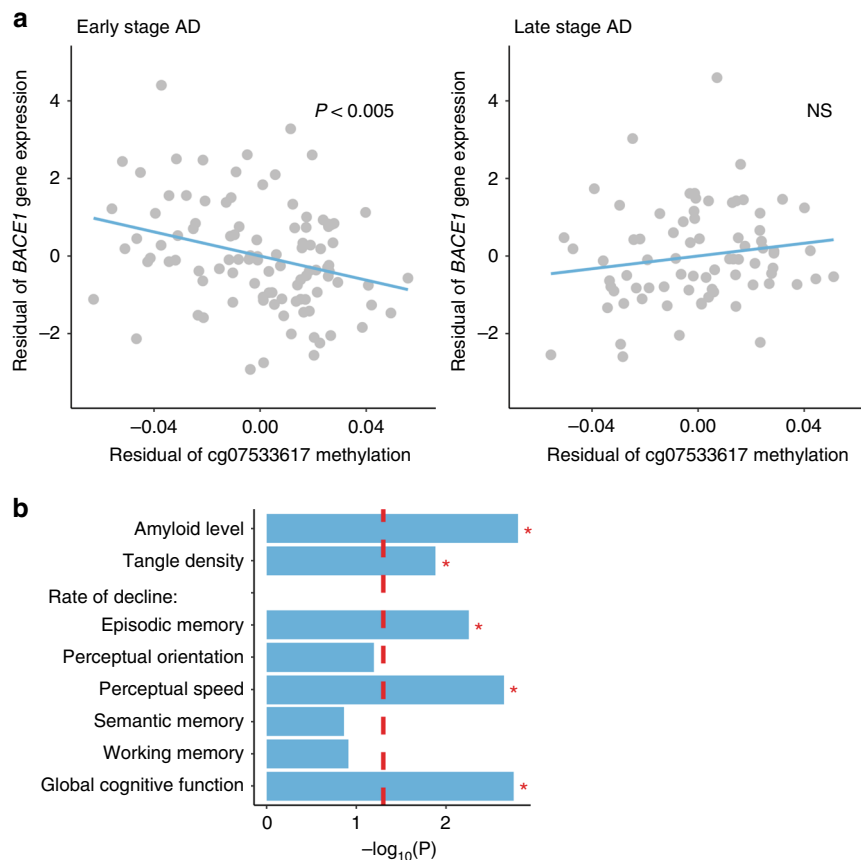 a
Early stage AD
Late stage AD
Residual of BACE1 gene expression
4
2
0
−2
P < 0.005
−0.04
0.00
0.04
Residual of cg07533617 methylation
Residual of BACE1 gene expression
4
2
0
−2
NS
−0.04
0.00
0.04
Residual of cg07533617 methylation
b
Amyloid level
*
Tangle density
*
Rate of decline:
Episodic memory
*
Perceptual orientation
Perceptual speed
*
Semantic memory
Working memory
Global cognitive function
*
0
1
2
−log10(P)